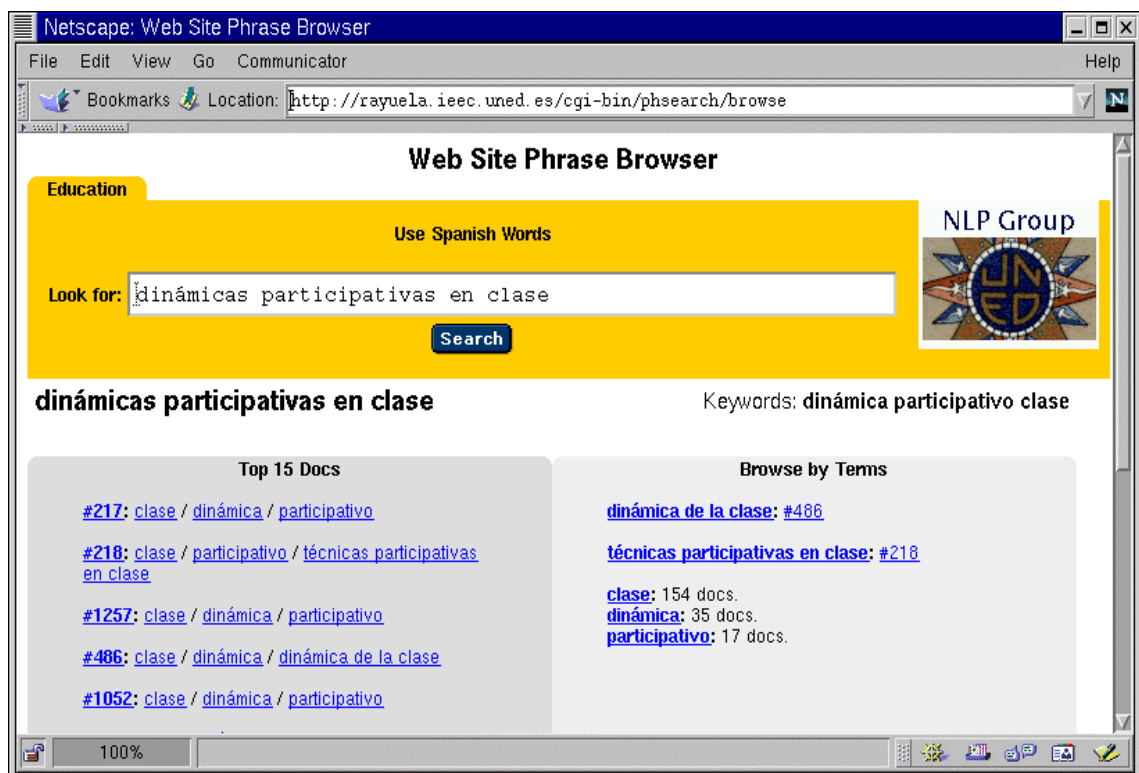 Netscape: Web Site Phrase Browser
File Edit View Go Communicator Help
Bookmarks Location: http://rayuela.ieec.uned.es/cgi-bin/phsearch/browse N
Web Site Phrase Browser
Education
Use Spanish Words
NLP Group
UNED
Look for: dinámicas participativas en clase
Search
dinámicas participativas en clase
Keywords: dinámica participativo clase
Top 15 Docs
#217: clase / dinámica / participativo
#218: clase / participativo / técnicas participativas
en clase
#1257: clase / dinámica / participativo
#486: clase / dinámica / dinámica de la clase
#1052: clase / dinámica / participativo
Browse by Terms
dinámica de la clase: #486
técnicas participativas en clase: #218
clase: 154 docs.
dinámica: 35 docs.
participativo: 17 docs.
100%